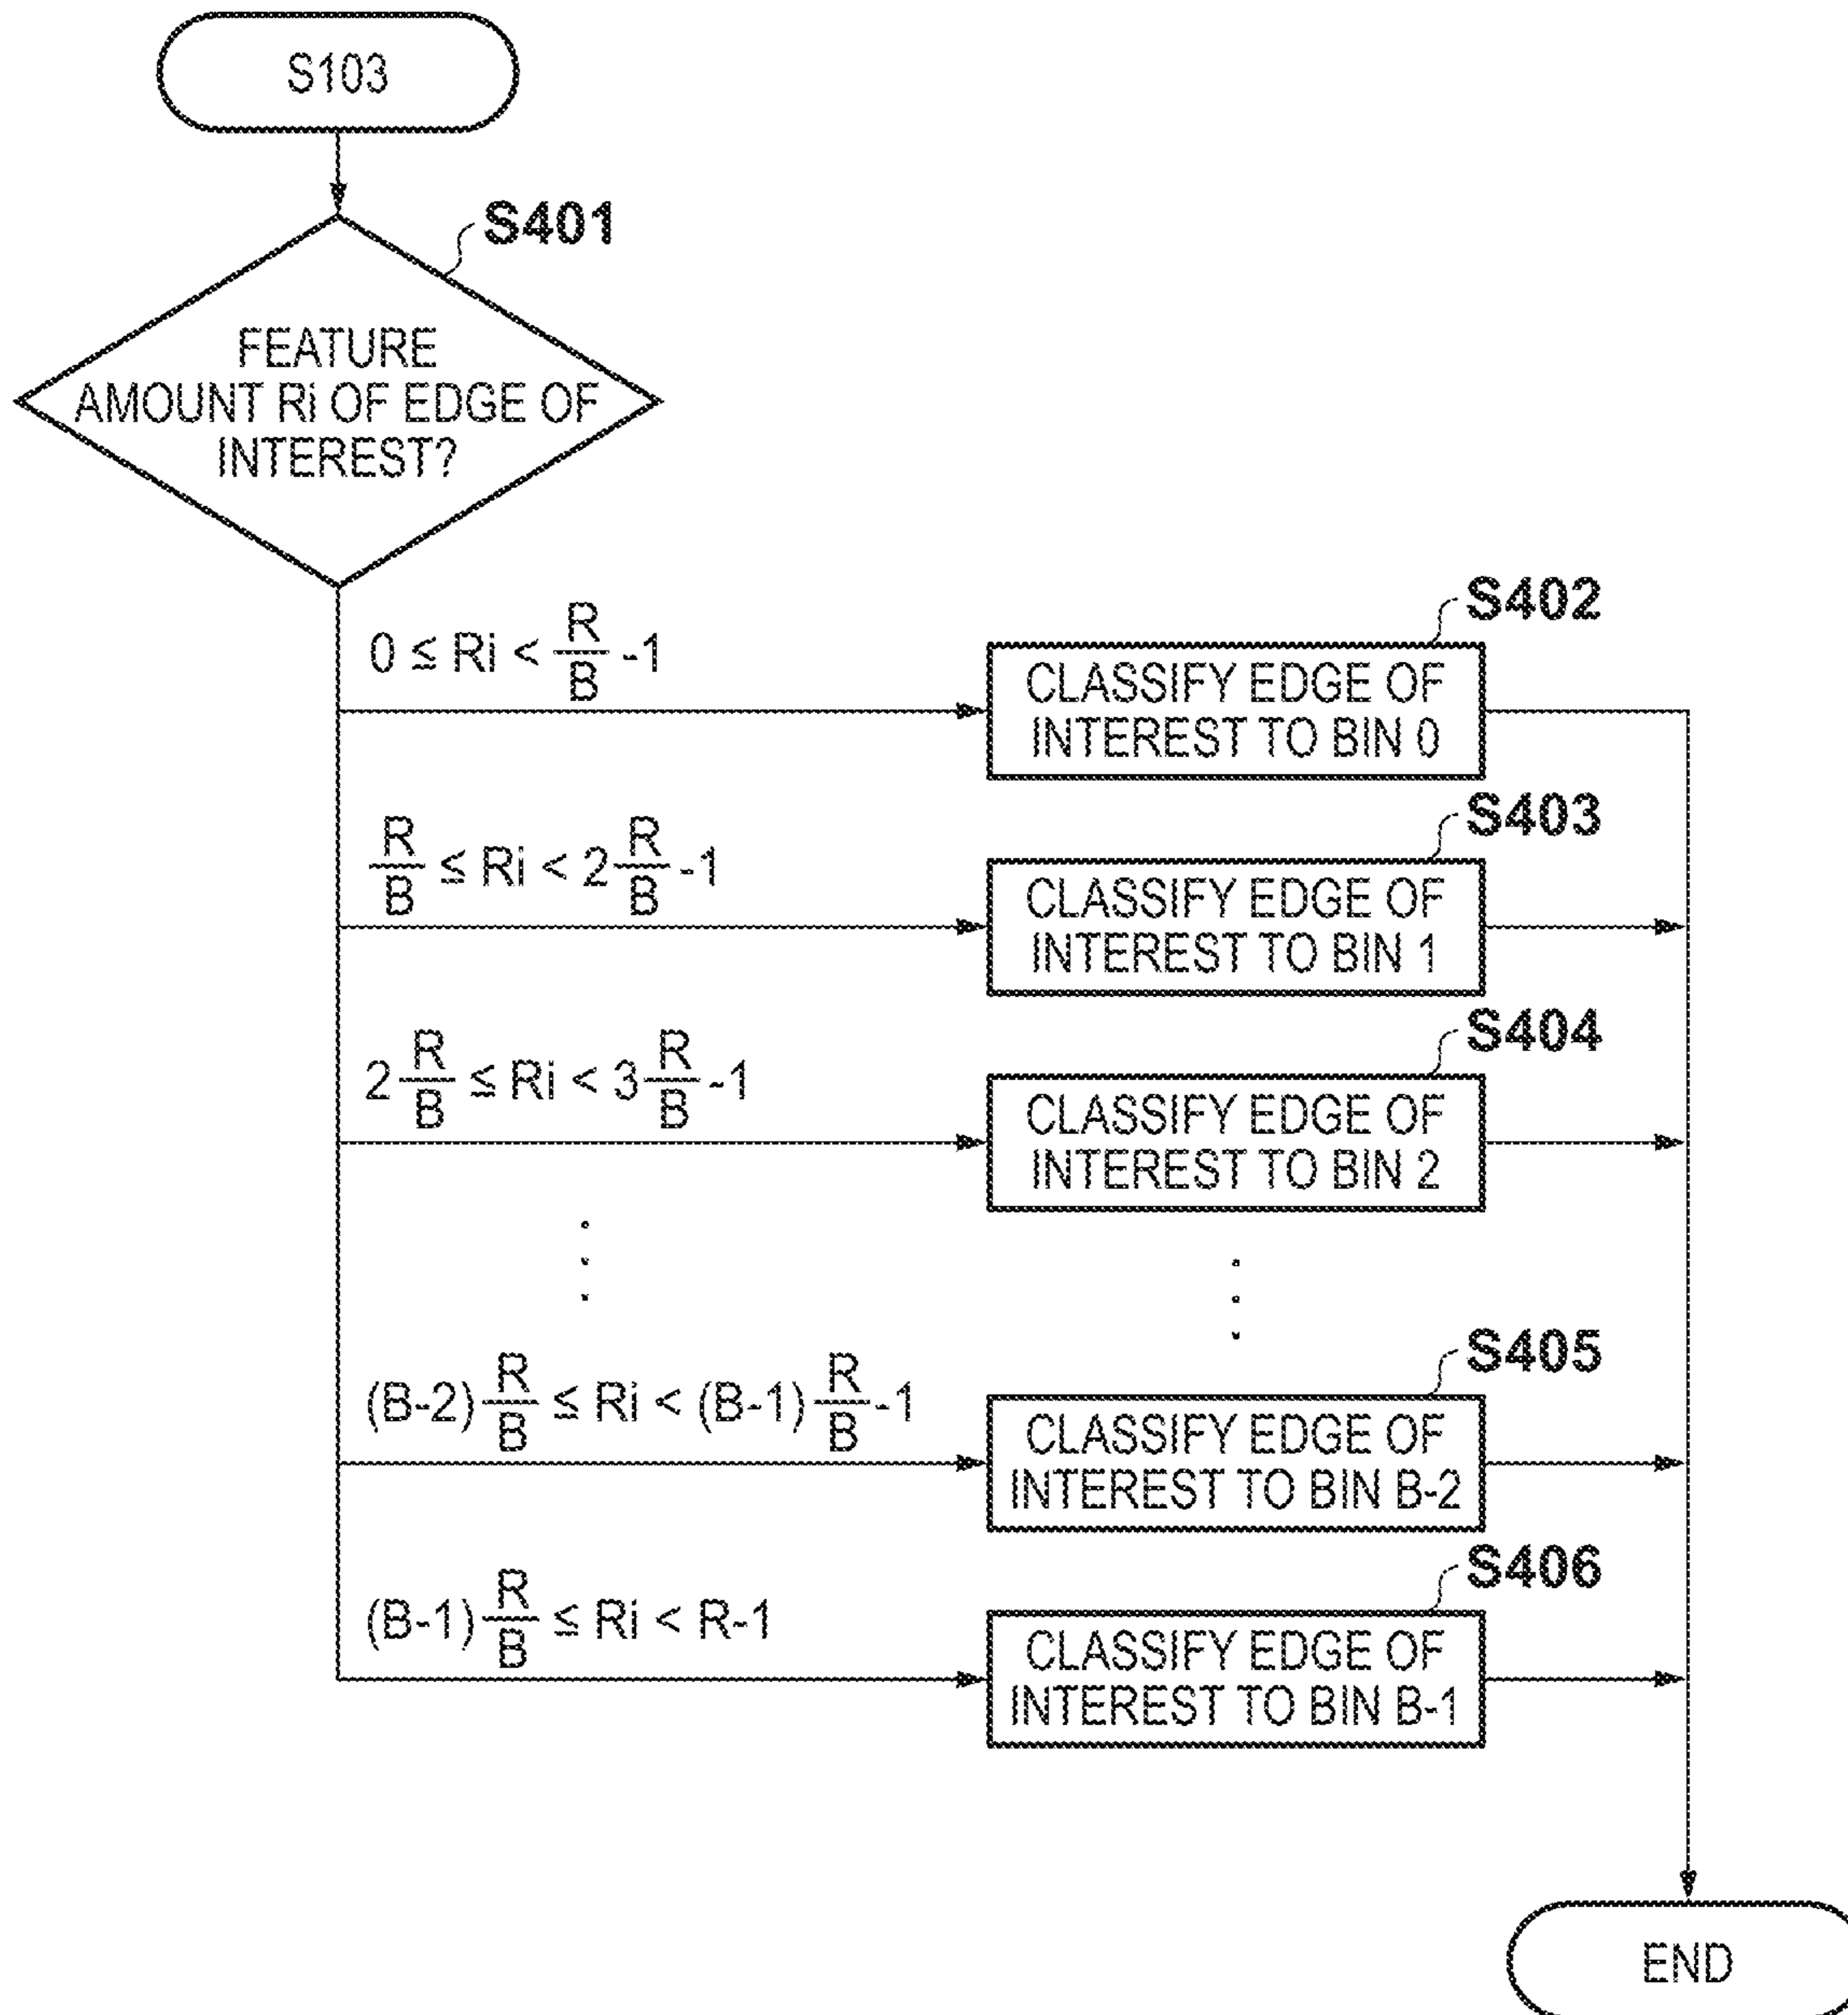 S103
S401
FEATURE
AMOUNT Ri OF EDGE OF
INTEREST?
0 ≤ Ri < R/B -1
S402
CLASSIFY EDGE OF
INTEREST TO BIN 0
R/B ≤ Ri < 2 R/B -1
S403
CLASSIFY EDGE OF
INTEREST TO BIN 1
2 R/B ≤ Ri < 3 R/B -1
S404
CLASSIFY EDGE OF
INTEREST TO BIN 2
(B-2) R/B ≤ Ri < (B-1) R/B -1
S405
CLASSIFY EDGE OF
INTEREST TO BIN B-2
(B-1) R/B ≤ Ri < R-1
S406
CLASSIFY EDGE OF
INTEREST TO BIN B-1
END